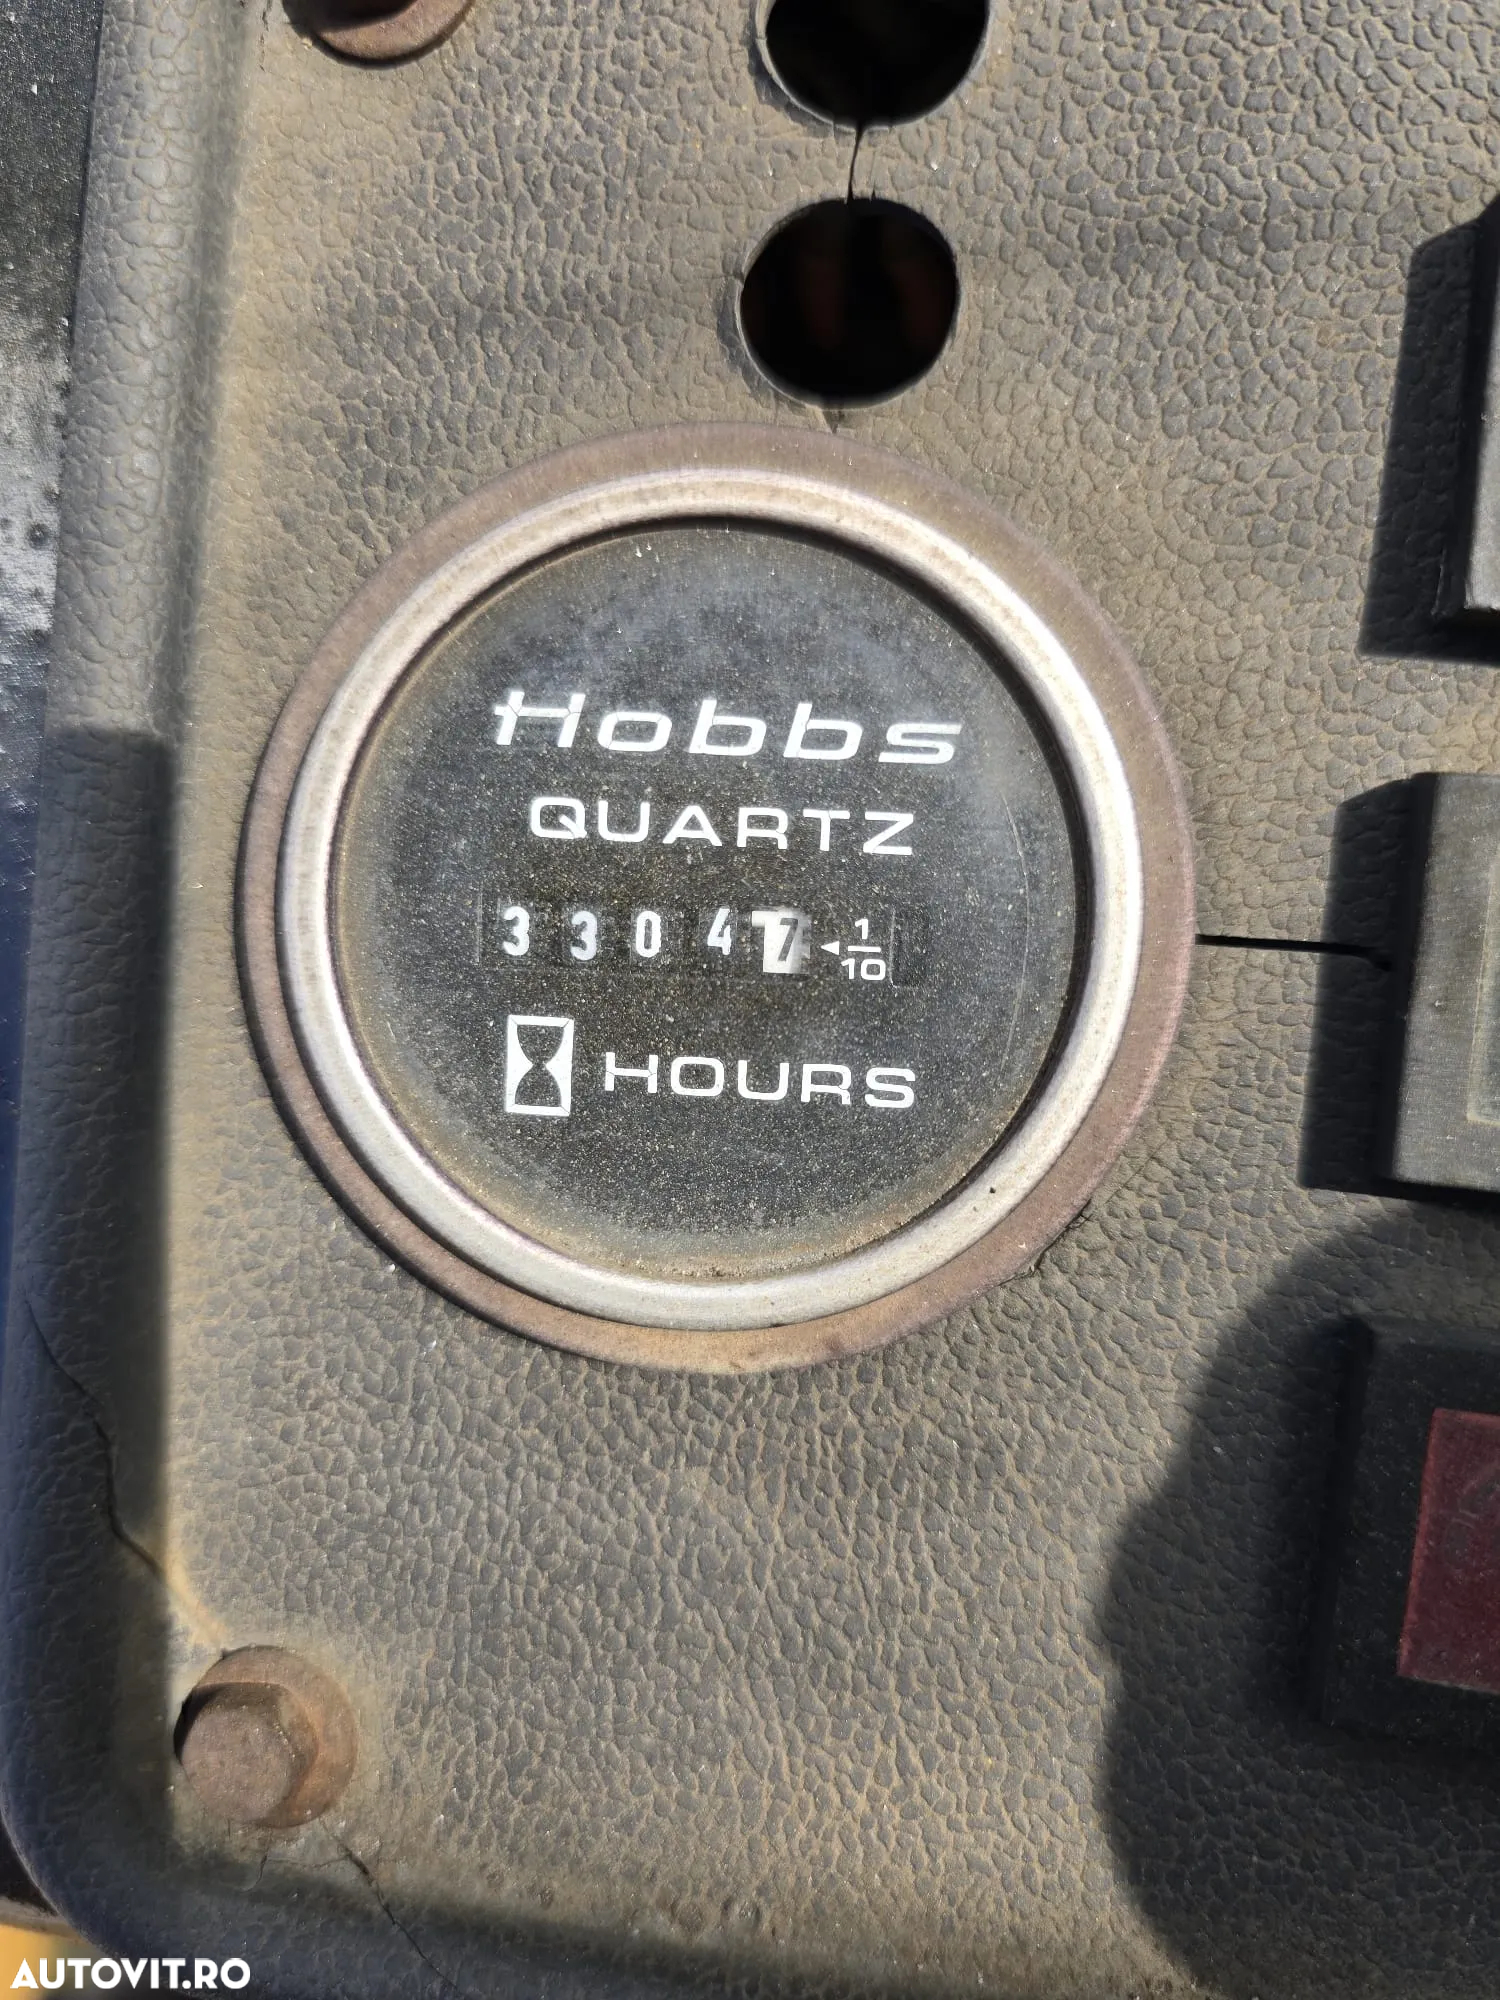 Hobbs
QUARTZ
33047 ◄ 1/10
HOURS
AUTOVIT.RO